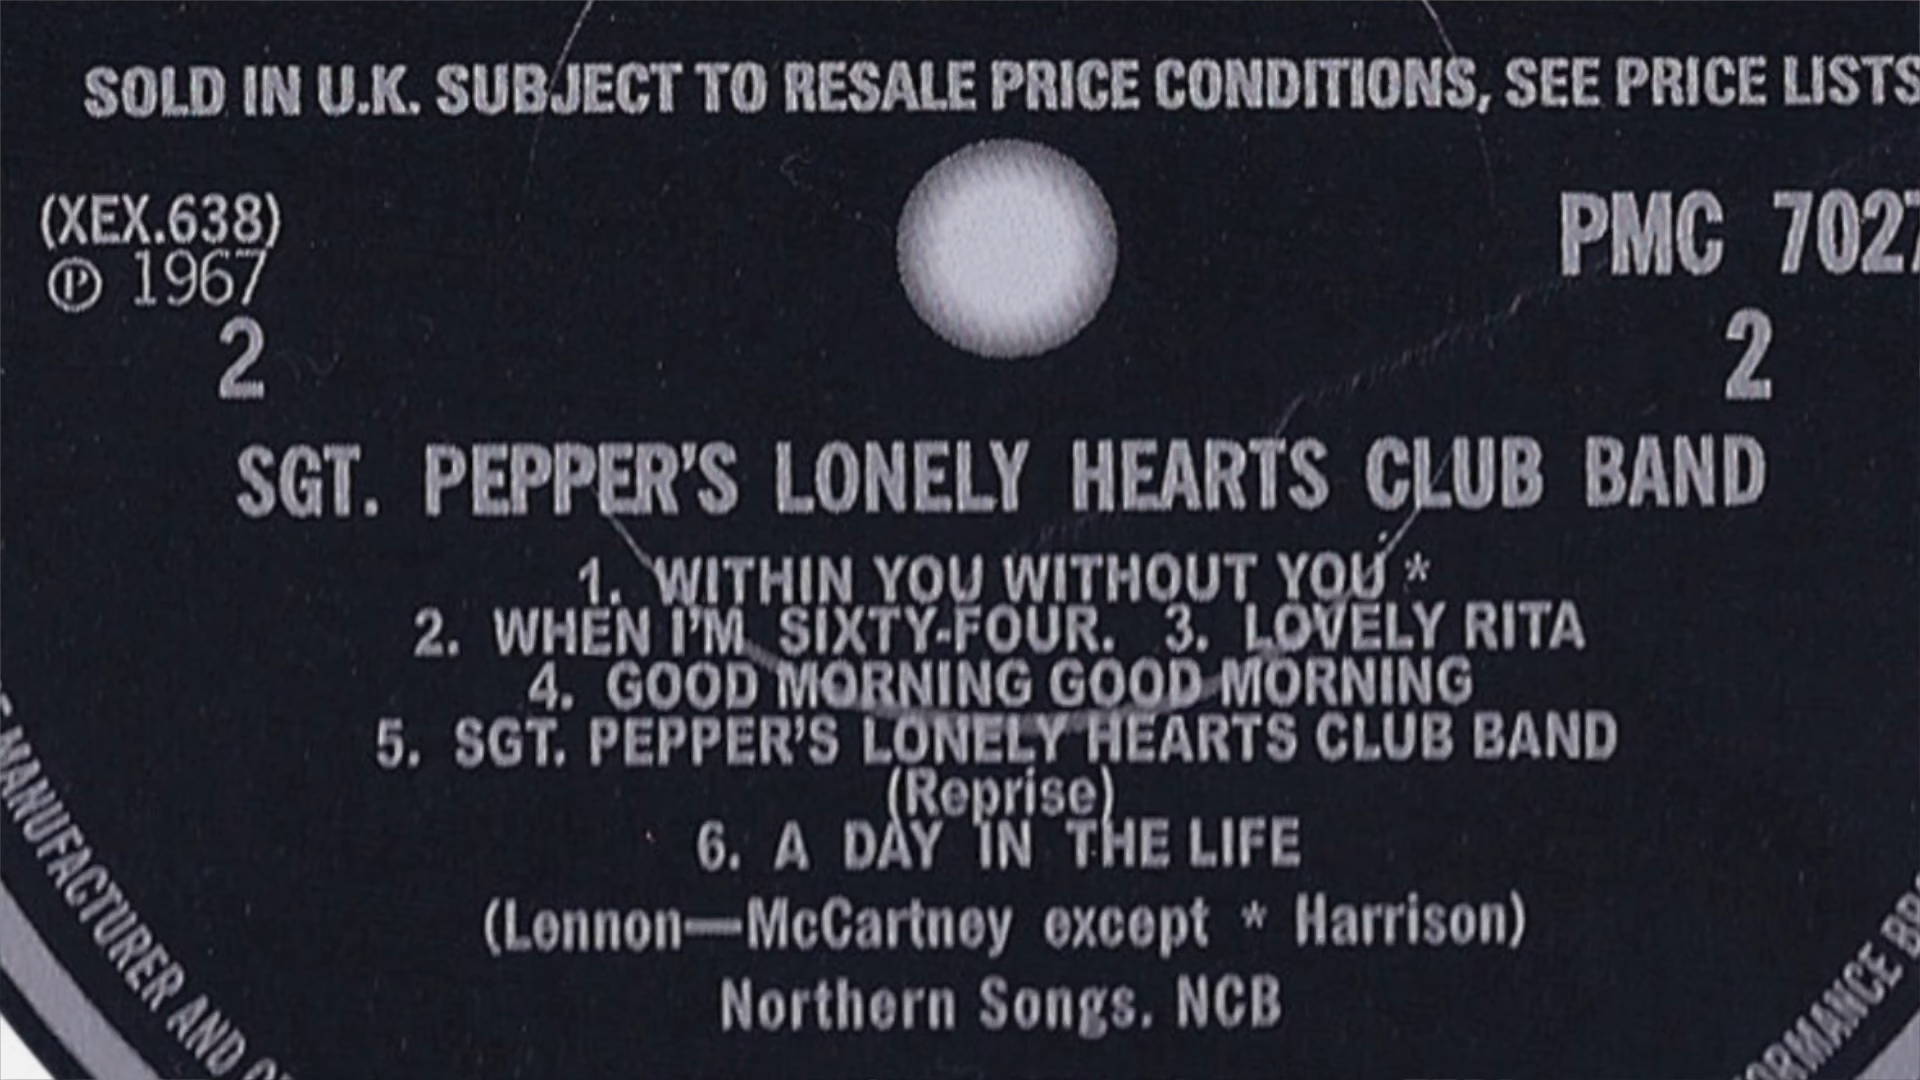 SOLD IN U.K. SUBJECT TO RESALE PRICE CONDITIONS, SEE PRICE LISTS
(XEX.638)
Ⓟ 1967
2
PMC 7027
2
SGT. PEPPER'S LONELY HEARTS CLUB BAND
1. WITHIN YOU WITHOUT YOU *
2. WHEN I'M SIXTY-FOUR. 3. LOVELY RITA
4. GOOD MORNING GOOD MORNING
5. SGT. PEPPER'S LONELY HEARTS CLUB BAND
(Reprise)
6. A DAY IN THE LIFE
(Lennon—McCartney except * Harrison)
Northern Songs. NCB
MANUFACTURER AND